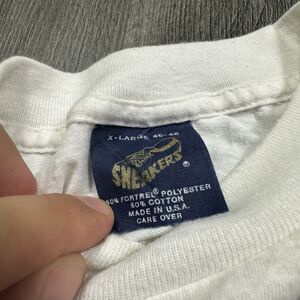 X-LARGE 46-48
SNEAKERS®
50% FORTREL® POLYESTER
50% COTTON
MADE IN U.S.A.
CARE OVER